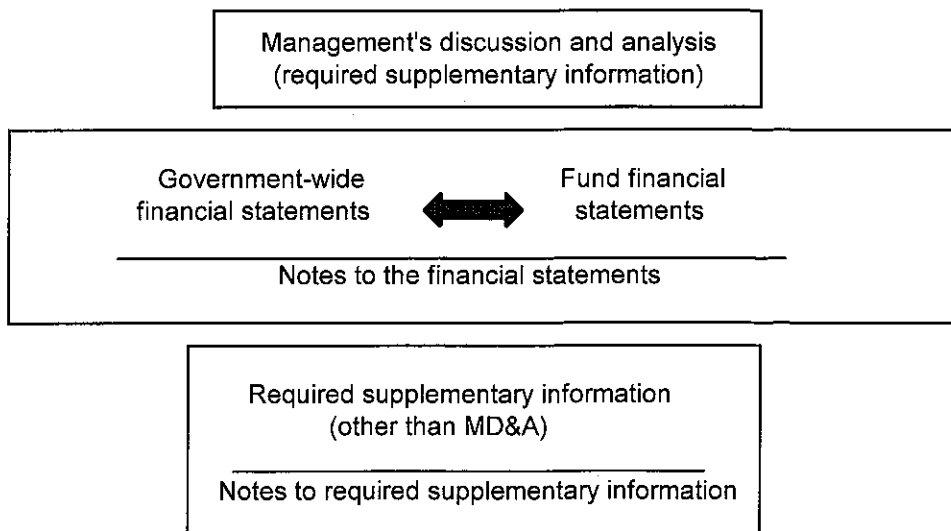 Management's discussion and analysis
(required supplementary information)
Government-wide
financial statements
Fund financial
statements
Notes to the financial statements
Required supplementary information
(other than MD&A)
Notes to required supplementary information